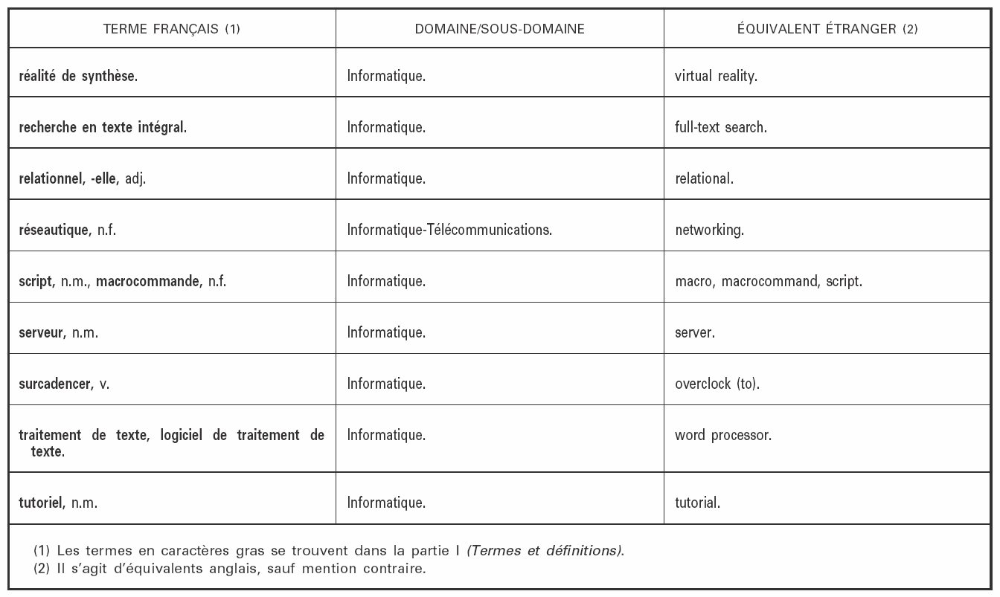 TERME FRANÇAIS (1) DOMAINE/SOUS-DOMAINE ÉQUIVALENT ÉTRANGER (2)
réalité de synthèse. Informatique. virtual reality.
recherche en texte intégral. Informatique. full-text search.
relationnel, -elle, adj. Informatique. relational.
réseautique, n.f. Informatique-Télécommunications. networking.
script, n.m., macrocommande, n.f. Informatique. macro, macrocommand, script.
serveur, n.m. Informatique. server.
surcadencer, v. Informatique. overclock (to).
traitement de texte, logiciel de traitement de Informatique. word processor.
texte.
tutoriel, n.m. Informatique. tutorial.
(1) Les termes en caractères gras se trouvent dans la partie I (Termes et définitions).
(2) Il s'agit d'équivalents anglais, sauf mention contraire.